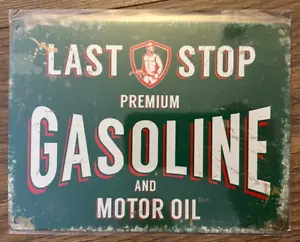 LAST STOP
PREMIUM
GASOLINE
AND
MOTOR OIL